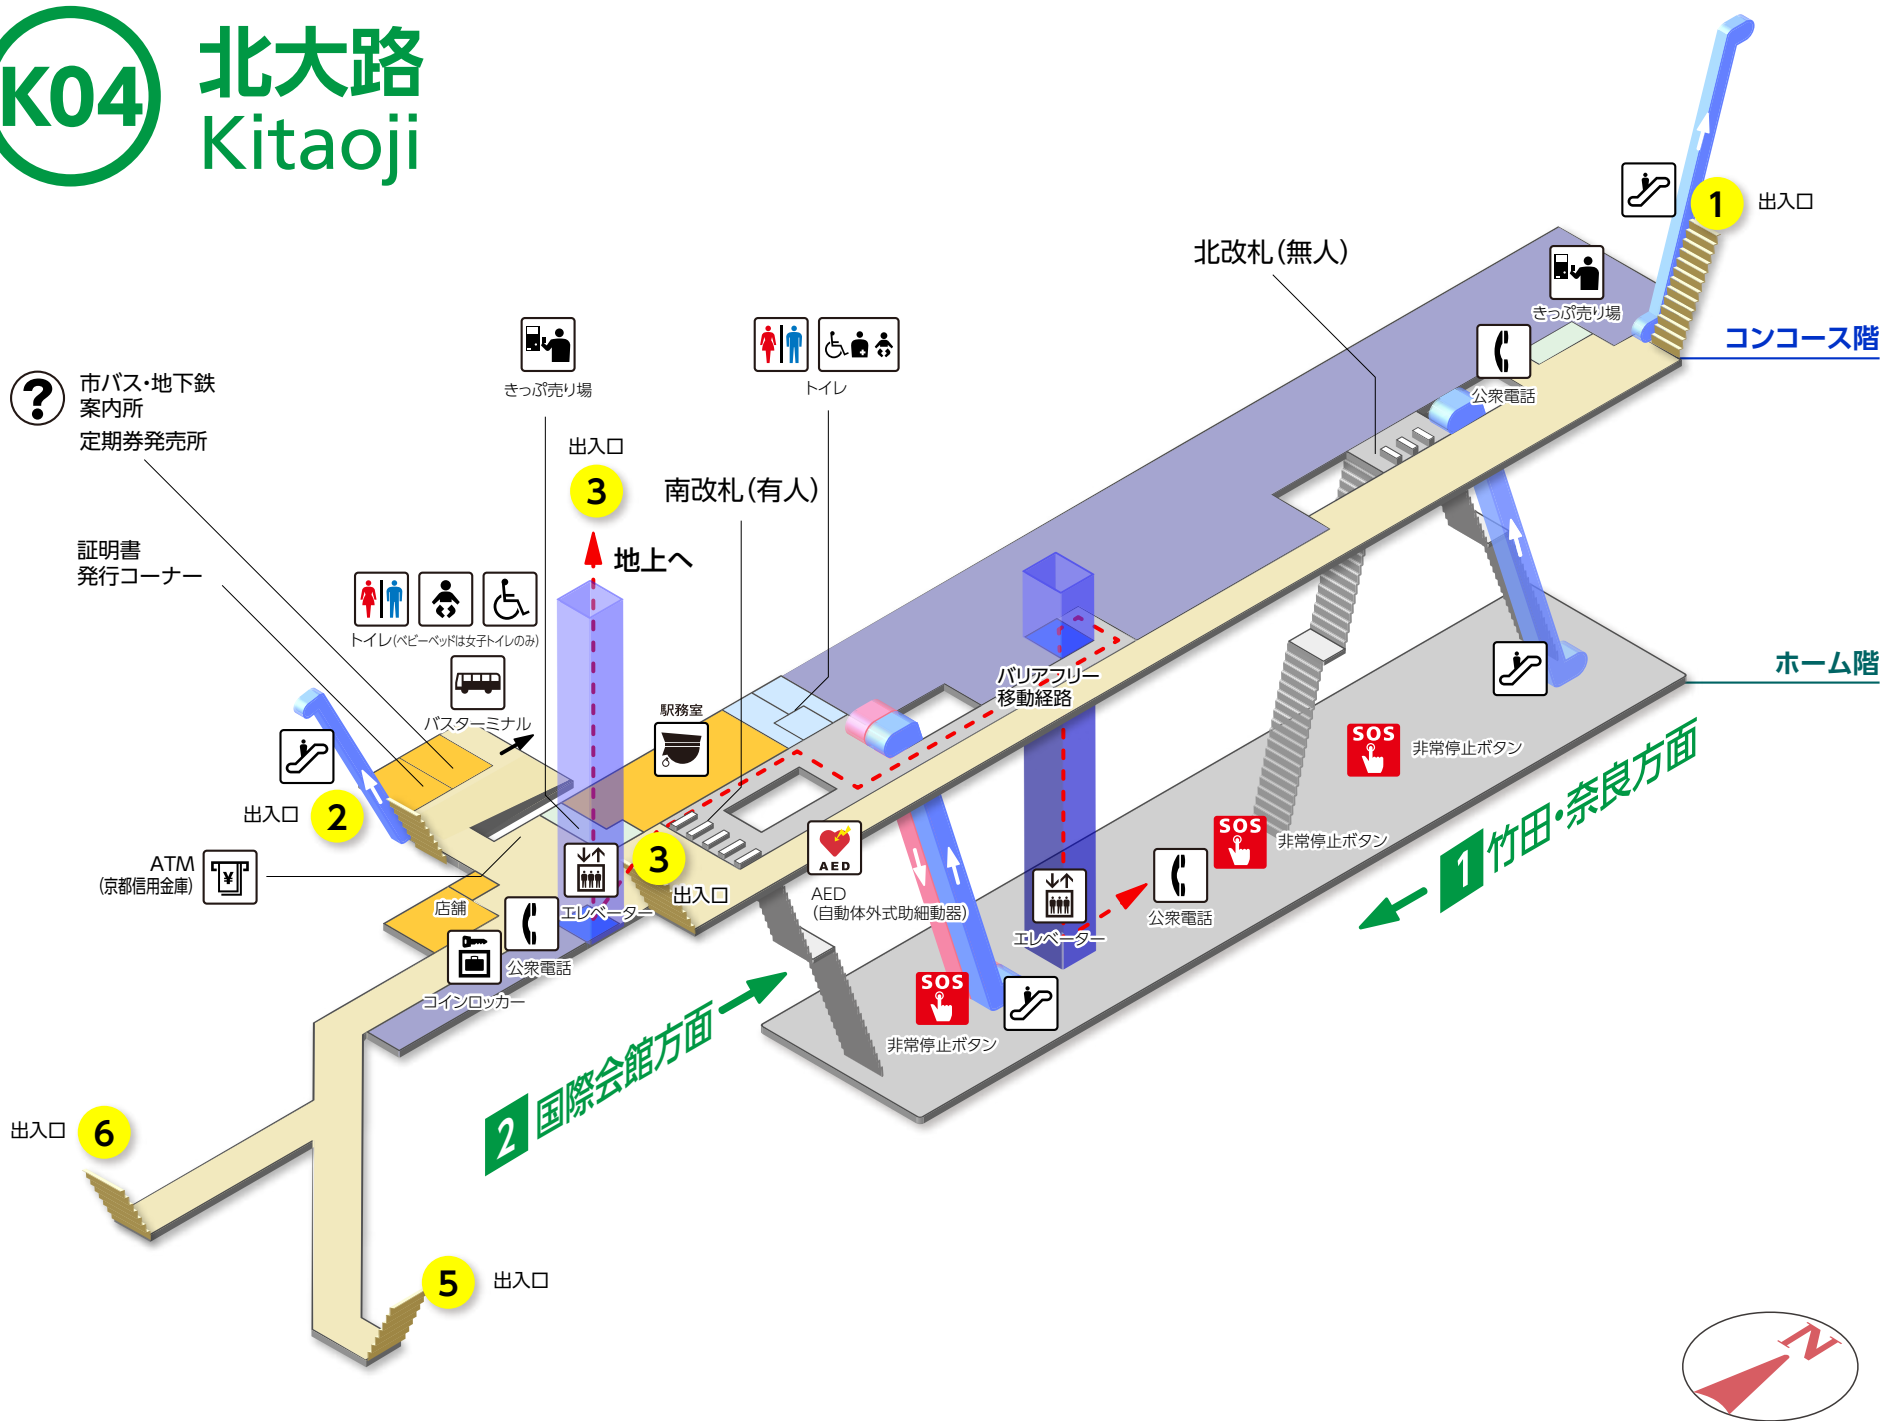 K04
北大路
Kitaoji
1
出入口
北改札(無人)
きっぷ売り場
コンコース階
公衆電話
きっぷ売り場
トイレ
?
市バス・地下鉄
案内所
定期券発売所
出入口
3
南改札(有人)
地上へ
証明書
発行コーナー
トイレ(ベビーベッドは女子トイレのみ)
バスターミナル
駅務室
バリアフリー
移動経路
ホーム階
SOS
非常停止ボタン
出入口
2
ATM
(京都信用金庫)
¥
店舗
エレベーター
3
出入口
AED
AED
(自動体外式助細動器)
SOS
非常停止ボタン
1 竹田・奈良方面
公衆電話
エレベーター
公衆電話
コインロッカー
SOS
非常停止ボタン
2 国際会館方面
出入口
6
5
出入口
N